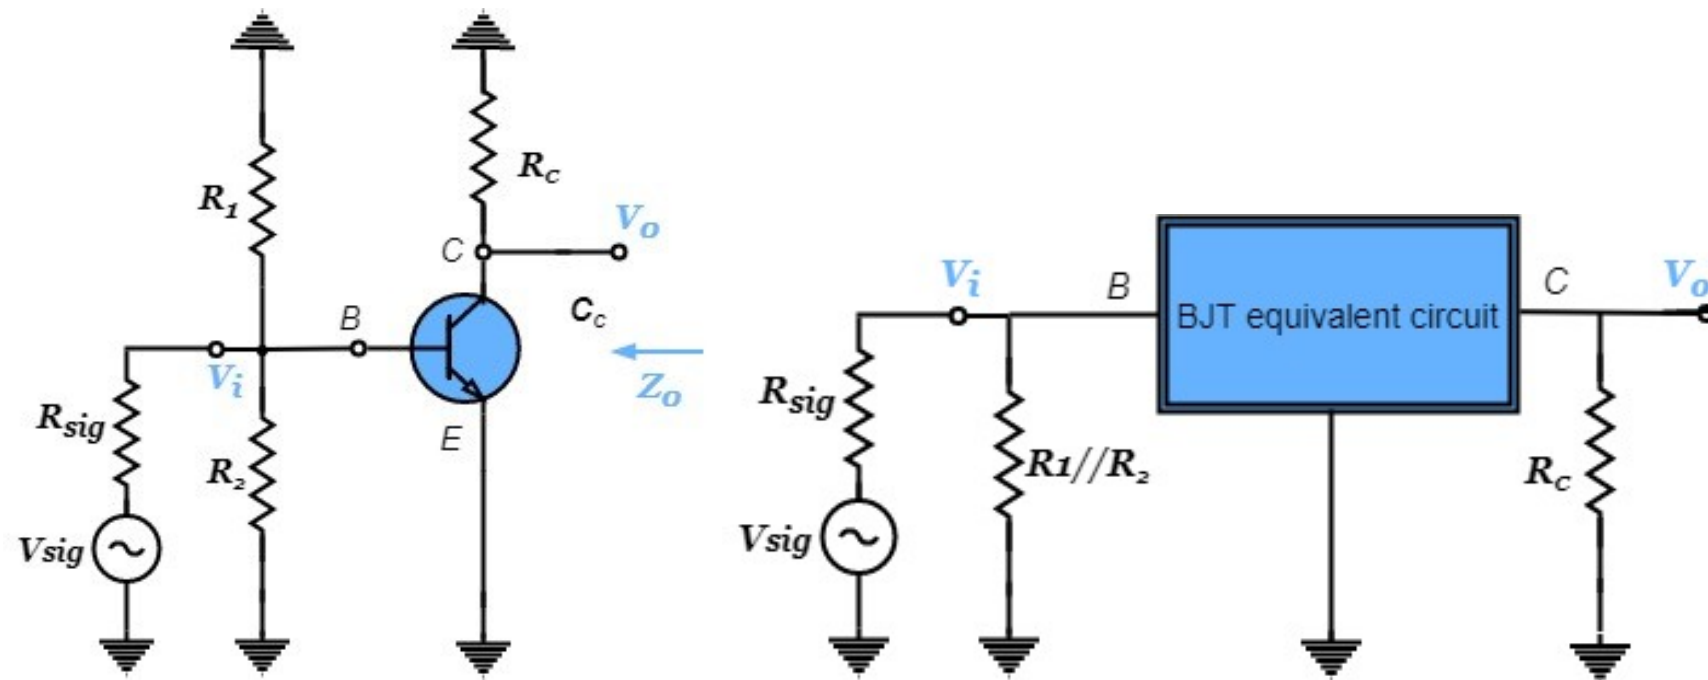 R1
Rc
Vo
C
Cc
B
Vi
Zo
Rsig
E
R2
Vsig
Vi
B
BJT equivalent circuit
C
Vo
Rsig
R1//R2
Rc
Vsig